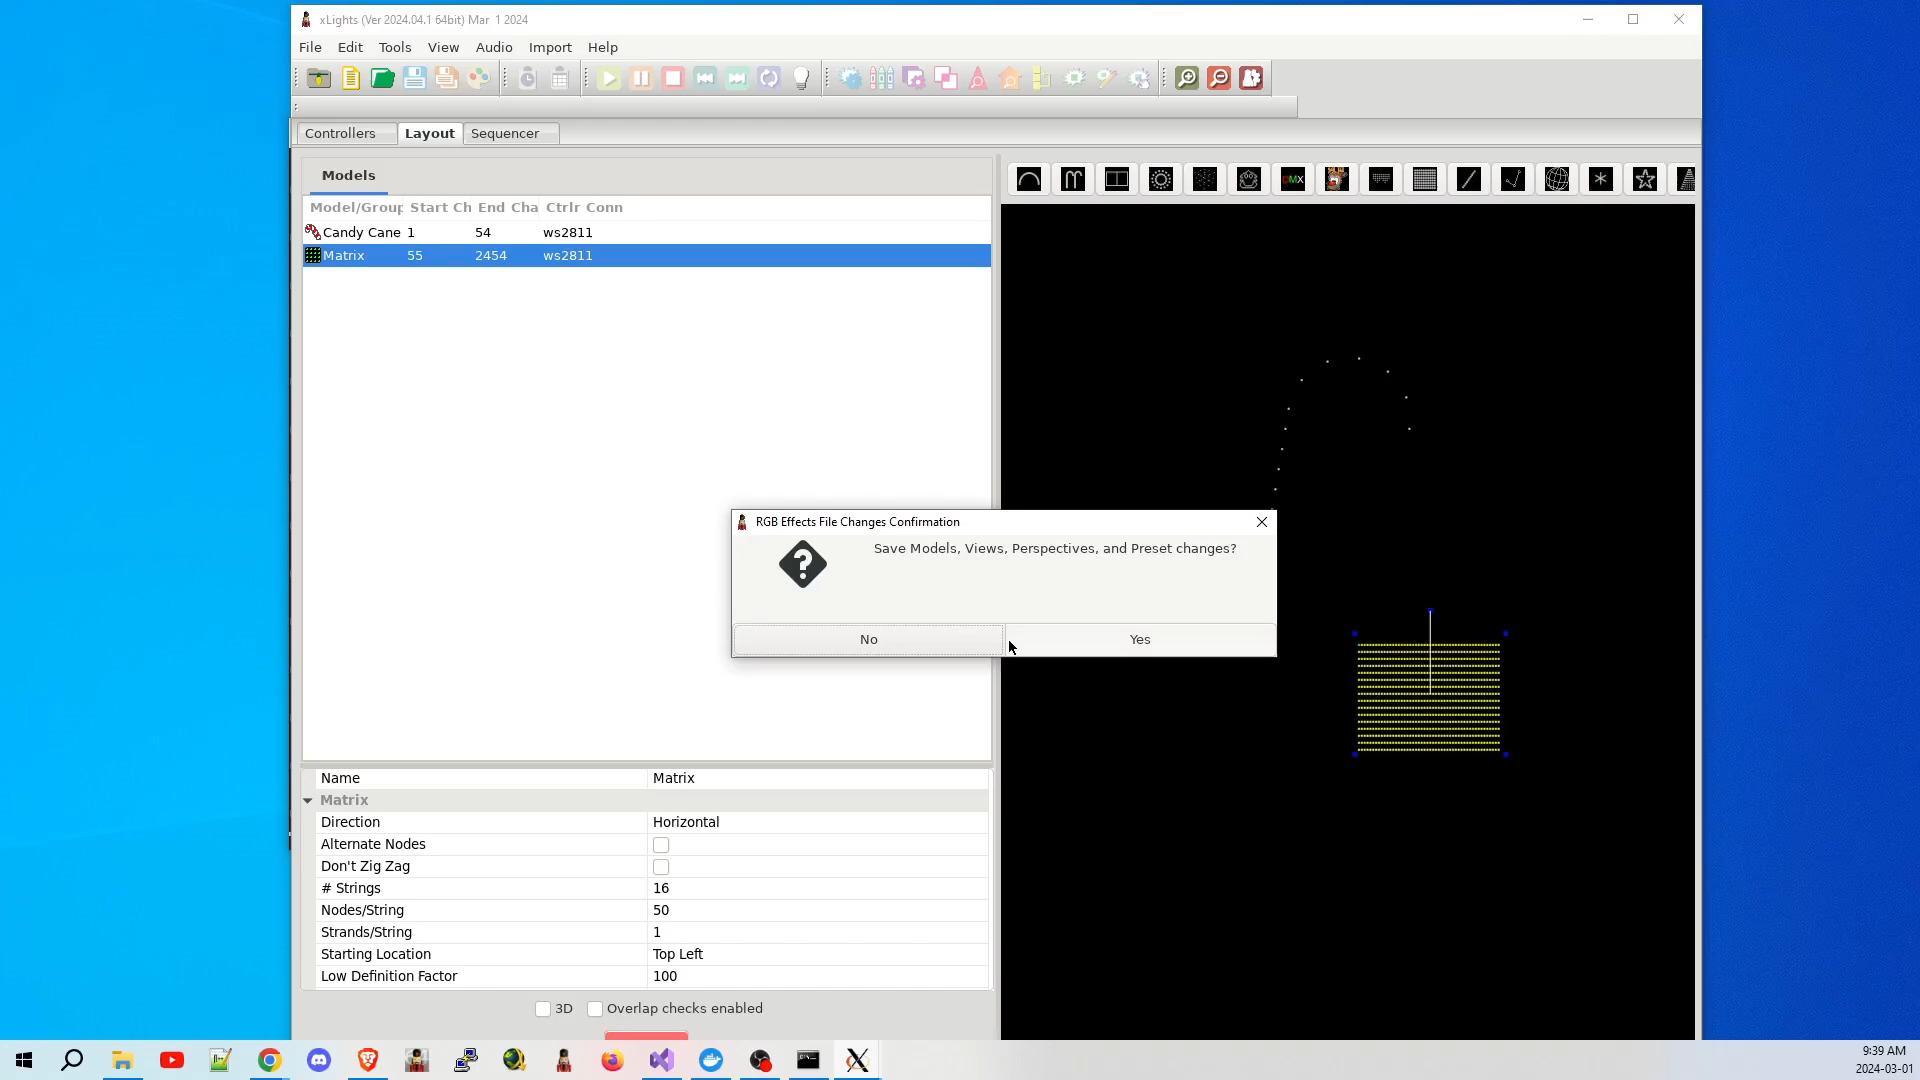 xLights (Ver 2024.04.1 64bit) Mar 1 2024
File Edit Tools View Audio Import Help
Controllers Layout Sequencer
DMX
Models
Model/Group Start Ch End Cha Ctrlr Conn
Candy Cane 1 54 ws2811
Matrix 55 2454 ws2811
RGB Effects File Changes Confirmation
Save Models, Views, Perspectives, and Preset changes?
No Yes
Name Matrix
Matrix
Direction Horizontal
Alternate Nodes
Don't Zig Zag
# Strings 16
Nodes/String 50
Strands/String 1
Starting Location Top Left
Low Definition Factor 100
3D Overlap checks enabled
9:39 AM
2024-03-01